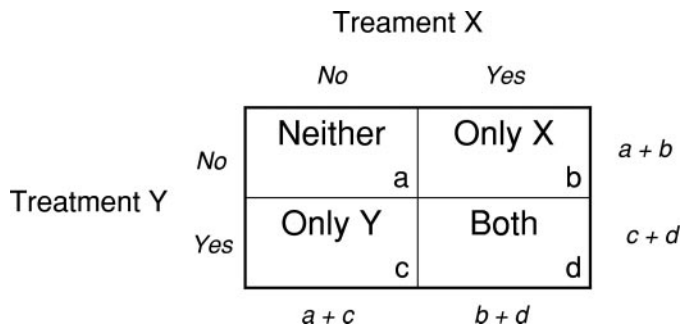 Treament X
No Yes
Neither Only X
No a + b
a b
Treatment Y
Only Y Both
Yes c + d
c d
a + c b + d